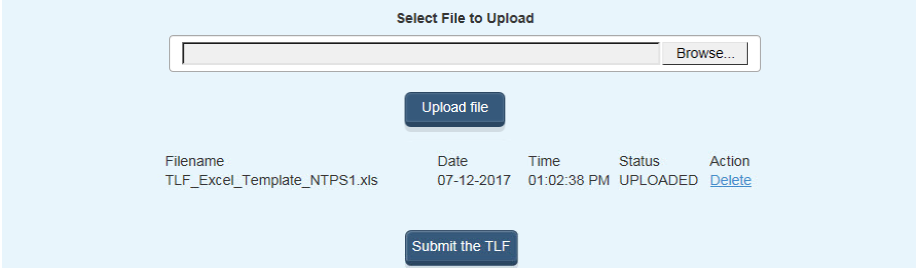 Select File to Upload
Browse...
Upload file
Filename Date Time Status Action
TLF_Excel_Template_NTPS1.xls 07-12-2017 01:02:38 PM UPLOADED Delete
Submit the TLF